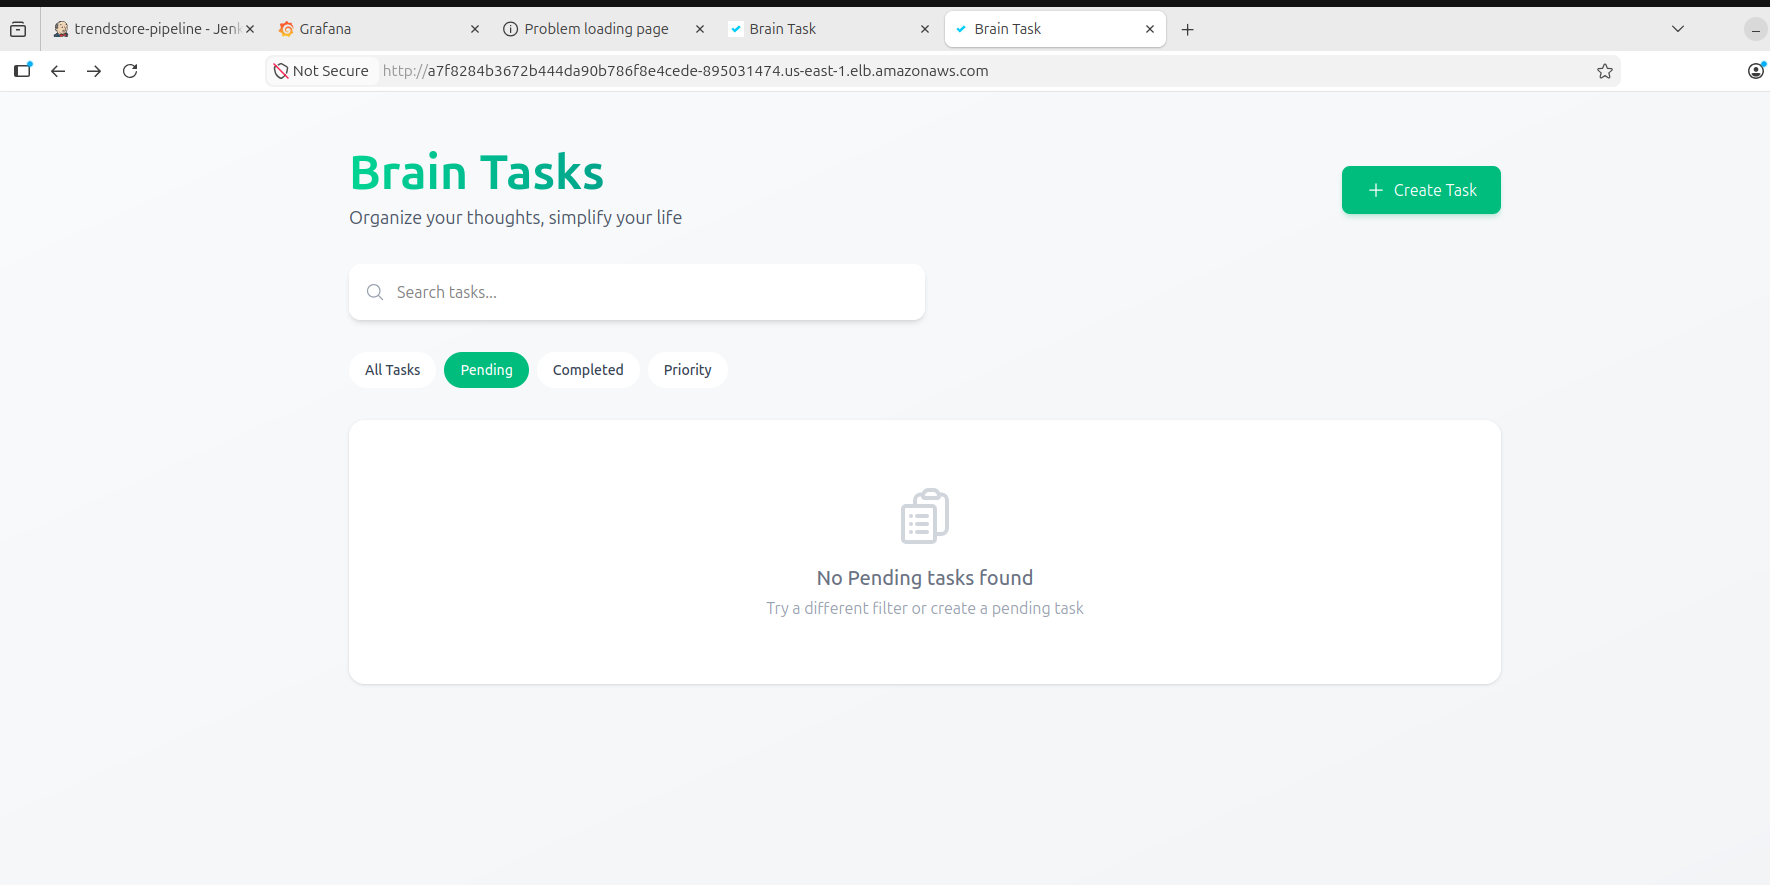 trendstore-pipeline - Jenk
Grafana
Problem loading page
Brain Task
Brain Task
Not Secure
http://a7f8284b3672b444da90b786f8e4cede-895031474.us-east-1.elb.amazonaws.com
Brain Tasks
Organize your thoughts, simplify your life
Create Task
Search tasks...
All Tasks
Pending
Completed
Priority
No Pending tasks found
Try a different filter or create a pending task